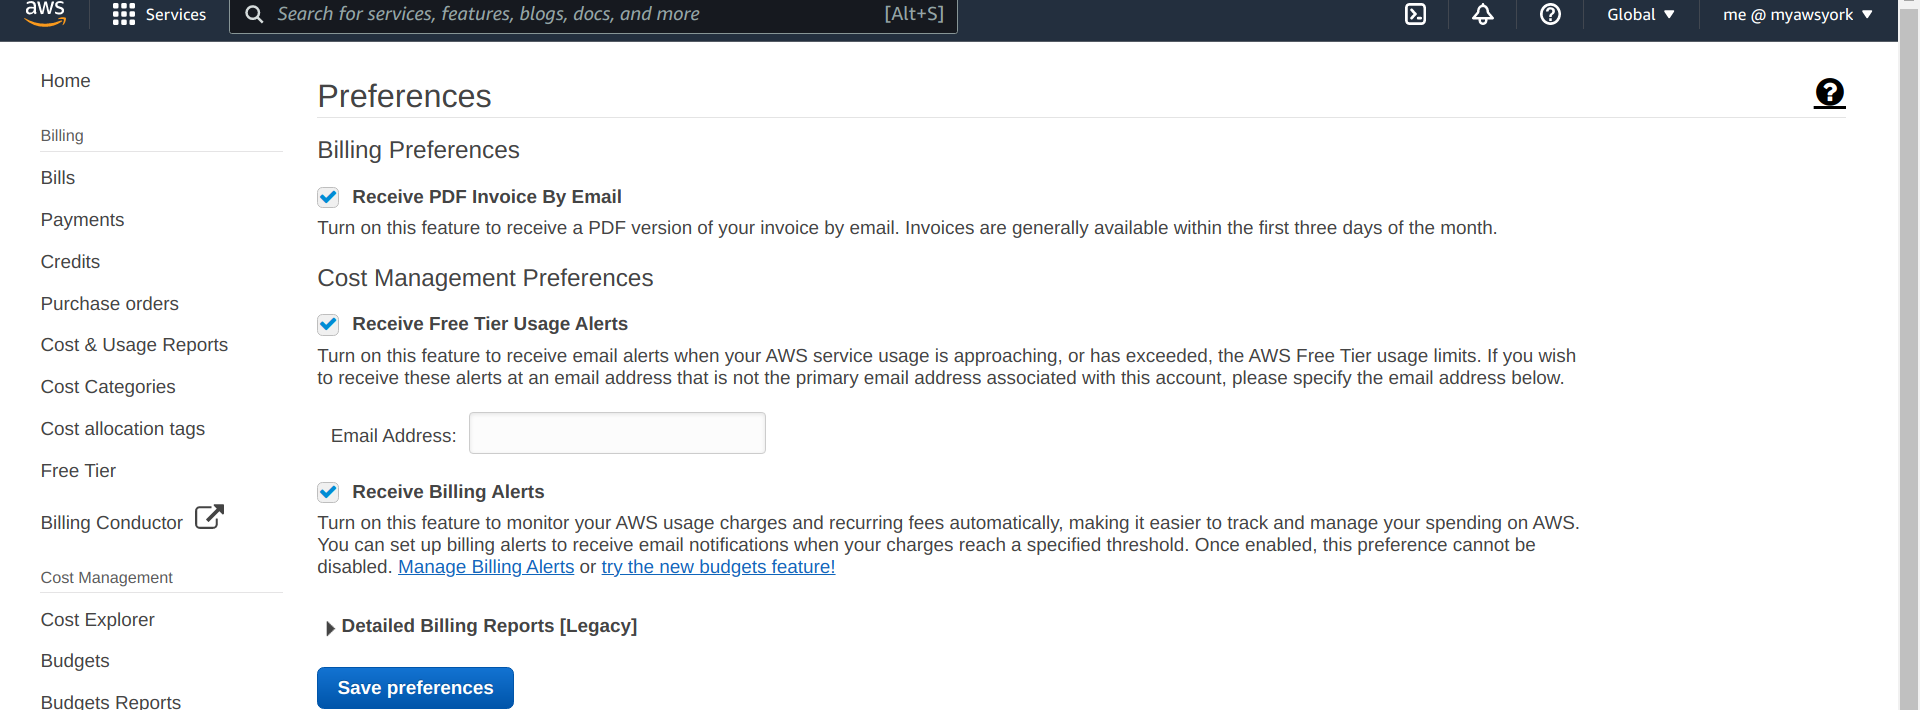 aws
Services
Search for services, features, blogs, docs, and more
[Alt+S]
Global
me @ myawsyork
Home
Billing
Bills
Payments
Credits
Purchase orders
Cost & Usage Reports
Cost Categories
Cost allocation tags
Free Tier
Billing Conductor
Cost Management
Cost Explorer
Budgets
Budgets Reports
Preferences
Billing Preferences
Receive PDF Invoice By Email
Turn on this feature to receive a PDF version of your invoice by email. Invoices are generally available within the first three days of the month.
Cost Management Preferences
Receive Free Tier Usage Alerts
Turn on this feature to receive email alerts when your AWS service usage is approaching, or has exceeded, the AWS Free Tier usage limits. If you wish
to receive these alerts at an email address that is not the primary email address associated with this account, please specify the email address below.
Email Address:
Receive Billing Alerts
Turn on this feature to monitor your AWS usage charges and recurring fees automatically, making it easier to track and manage your spending on AWS.
You can set up billing alerts to receive email notifications when your charges reach a specified threshold. Once enabled, this preference cannot be
disabled. Manage Billing Alerts or try the new budgets feature!
Detailed Billing Reports [Legacy]
Save preferences